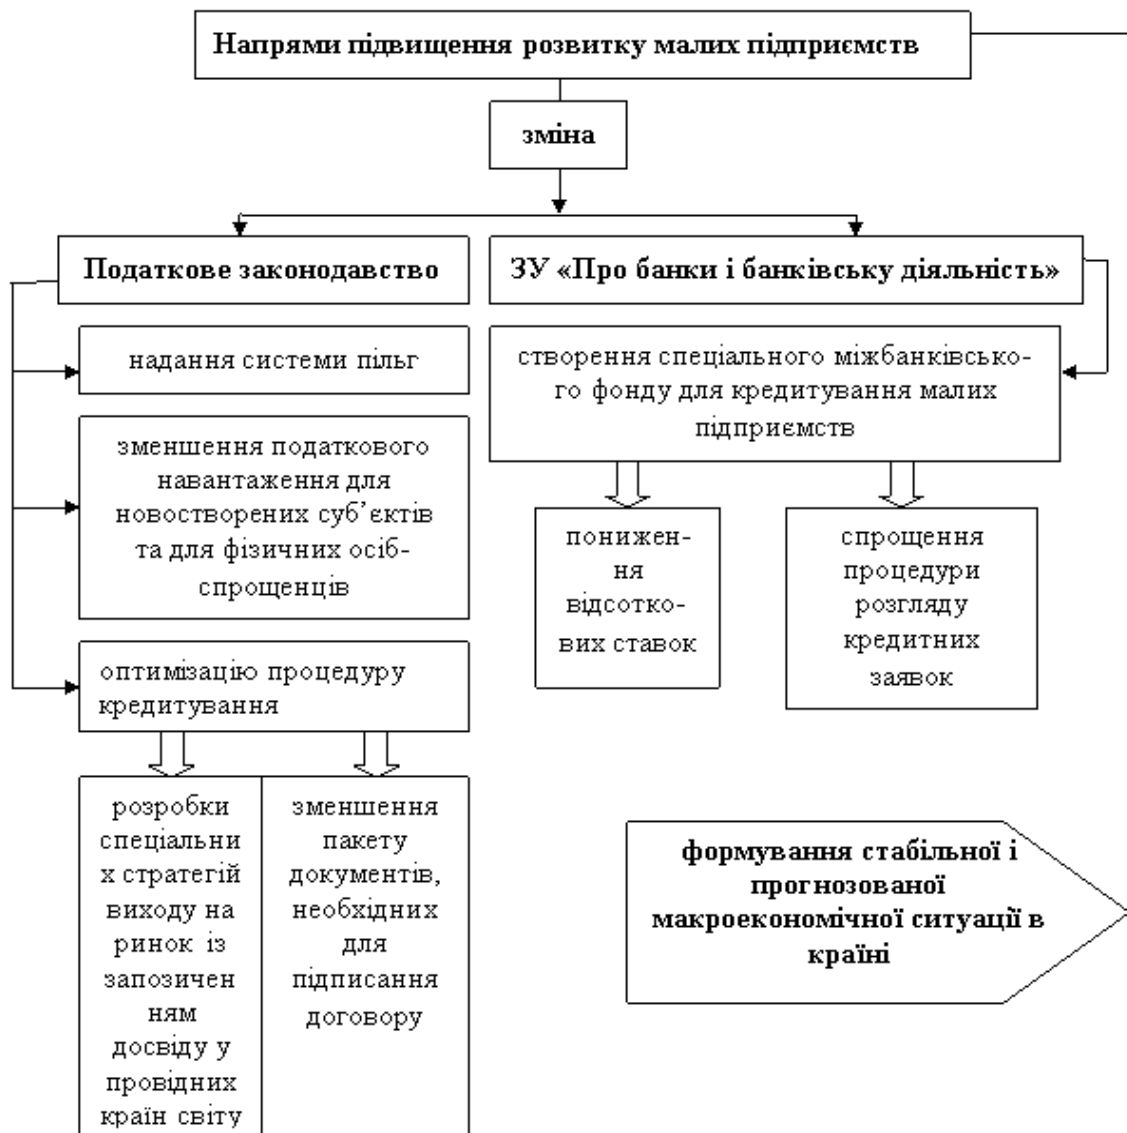 Напрями підвищення розвитку малих підприємств
зміна
Податкове законодавство
ЗУ «Про банки і банківську діяльність»
надання системи пільг
створення спеціального міжбанківсько-
го фонду для кредитування малих
підприємств
зменшення податкового
навантаження для
новостворених суб’єктів
та для фізичних осіб-
спрощенців
понижен-
ня
відсотко-
вих ставок
спрощення
процедури
розгляду
кредитних
заявок
оптимізацію процедуру
кредитування
розробки
спеціальни
х стратегій
виходу на
ринок із
запозичен
ням
досвіду у
провідних
країн світу
зменшення
пакету
документів,
необхідних
для
підписання
договору
формування стабільної і
прогнозованої
макроекономічної ситуації в
країні